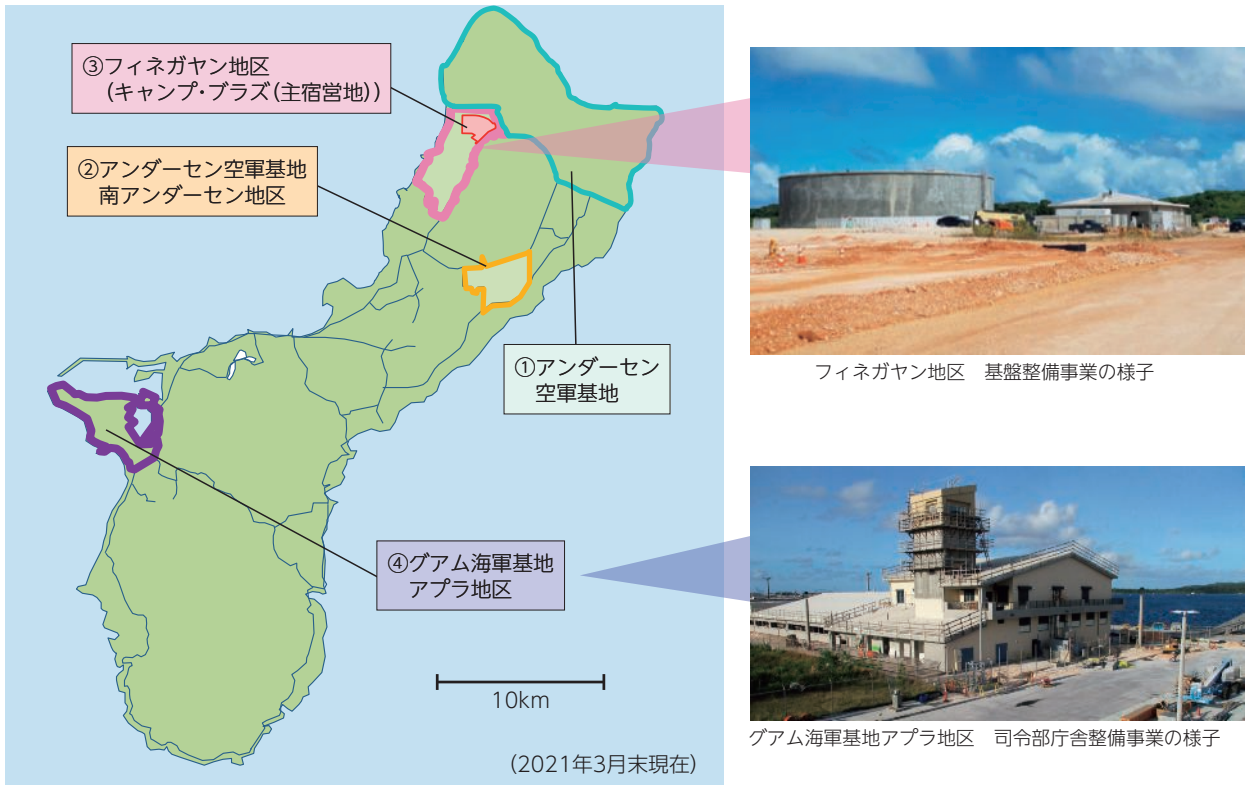 ③フィネガヤン地区
(キャンプ・ブラズ(主宿営地))
②アンダーセン空軍基地
南アンダーセン地区
①アンダーセン
空軍基地
④グアム海軍基地
アプラ地区
10km
(2021年3月末現在)
フィネガヤン地区　基盤整備事業の様子
グアム海軍基地アプラ地区　司令部庁舎整備事業の様子